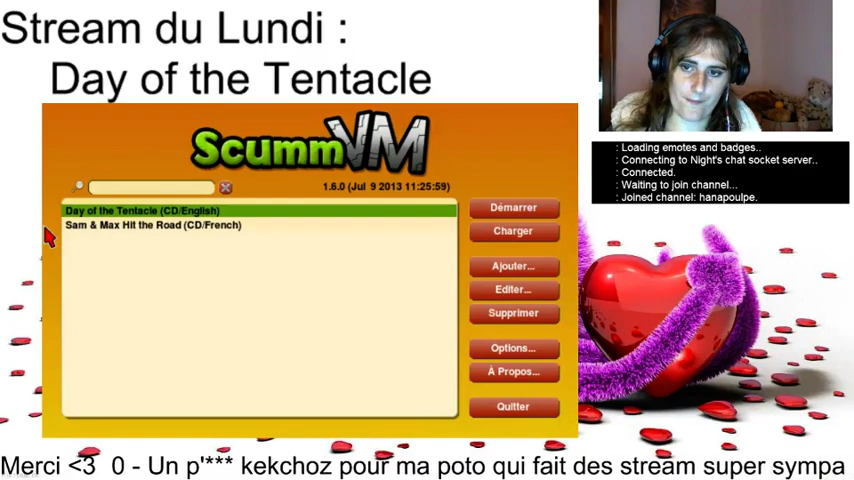 Stream du Lundi :
Day of the Tentacle
ScummVM
1.6.0 (Jul 9 2013 11:25:59)
Day of the Tentacle (CD/English)
Sam & Max Hit the Road (CD/French)
Démarrer
Charger
Ajouter...
Editer...
Supprimer
Options...
À Propos...
Quitter
: Loading emotes and badges..
: Connecting to Night's chat socket server..
: Connected.
: Waiting to join channel...
: Joined channel: hanapoulpe.
Merci <3 0 - Un p'*** kekchoz pour ma poto qui fait des stream super sympa